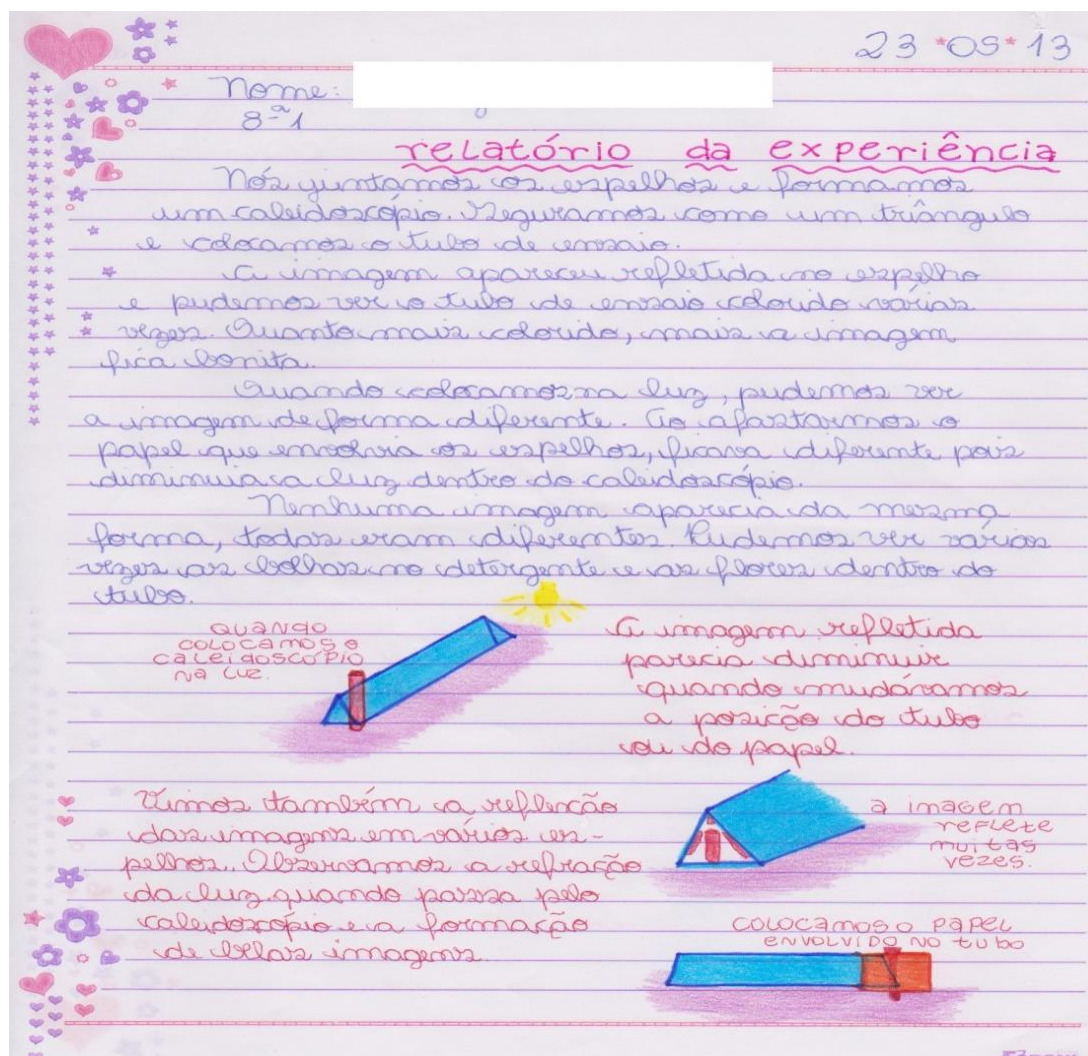 23*09*13
Nome:
8ª1
relatório da experiência
Nós juntamos os espelhos e formamos
um caleidoscópio. Seguramos como um triângulo
e colocamos o tubo de ensaio.
A imagem apareceu refletida no espelho
e pudemos ver o tubo de ensaio colorido várias
vezes. Quanto mais colorido, mais a imagem
fica bonita.
Quando colocamos na luz, pudemos ver
a imagem de forma diferente. Ao afastarmos o
papel que envolvia os espelhos, ficava diferente pois
diminuia a luz dentro do caleidoscópio.
Nenhuma imagem aparecia da mesma
forma, todas eram diferentes. Pudemos ver várias
vezes as bolhas no detergente e as flores dentro do
tubo.
QUANDO
COLOCAMOS O
CALEIDOSCÓPIO
NA LUZ.
A imagem refletida
parecia diminuir
quando mudávamos
a posição do tubo
ou do papel.
Vimos também a reflexão
das imagens em vários es-
pelhos. Observamos a refração
da luz quando passa pelo
caleidoscópio e a formação
de belas imagens
a imagem
reflete
muitas
vezes.
COLOCAMOS O PAPEL
ENVOLVIDO NO tubo